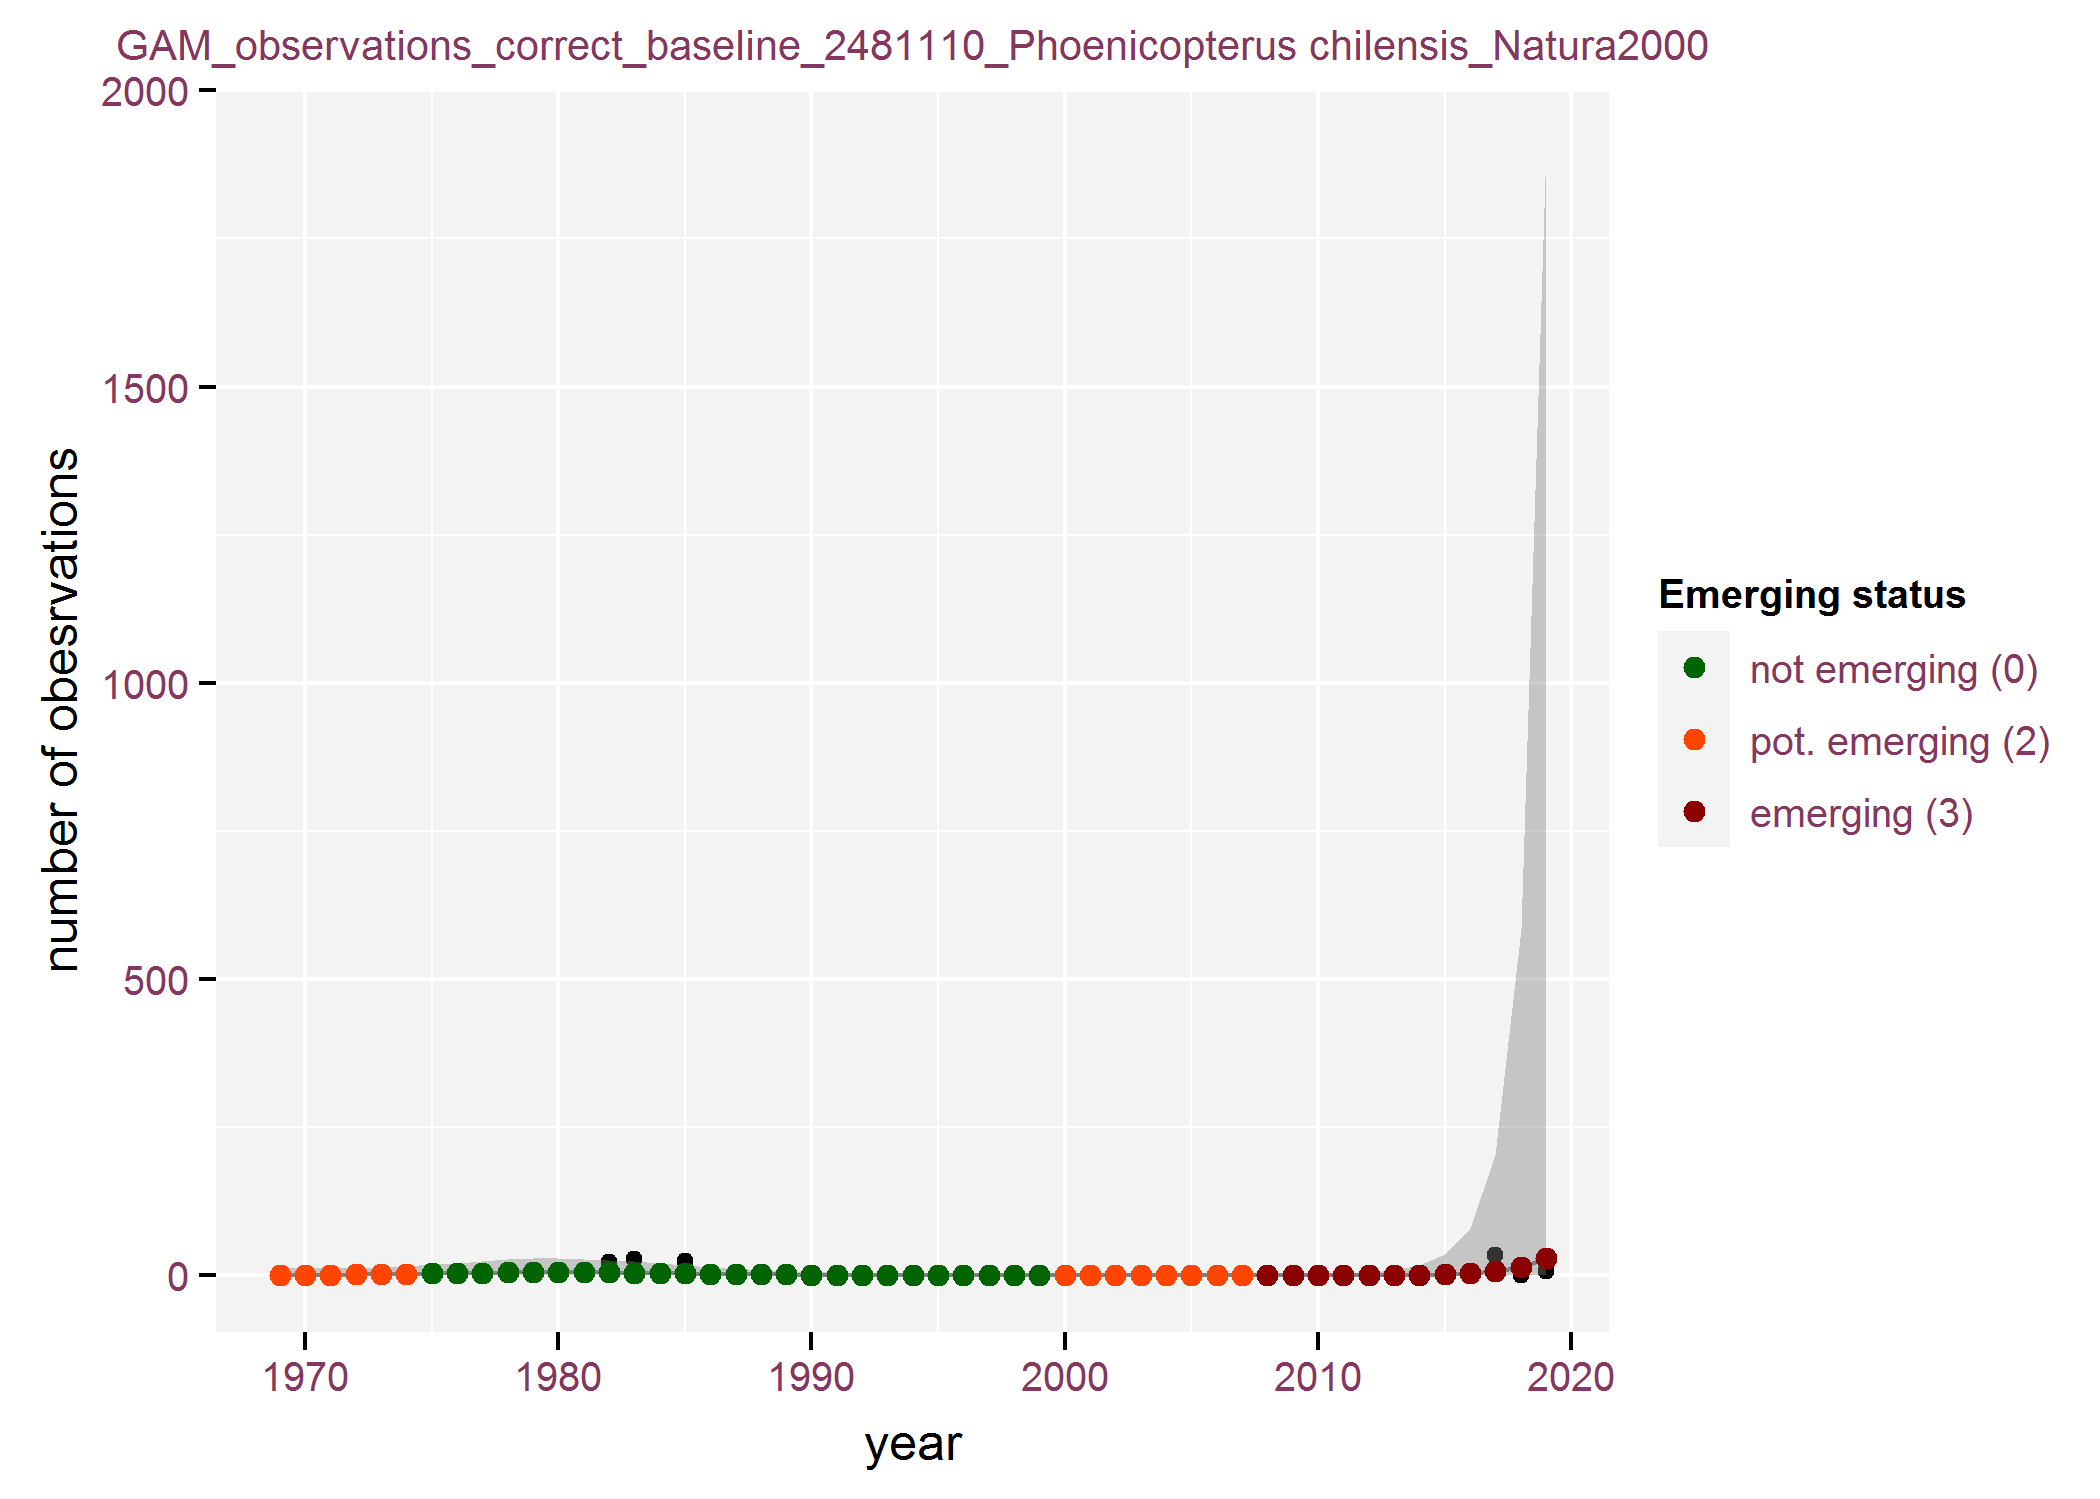 GAM_observations_correct_baseline_2481110_Phoenicopterus chilensis_Natura2000
2000
1500
1000
500
0
number of obesrvations
1970 1980 1990 2000 2010 2020
year
Emerging status
not emerging (0)
pot. emerging (2)
emerging (3)